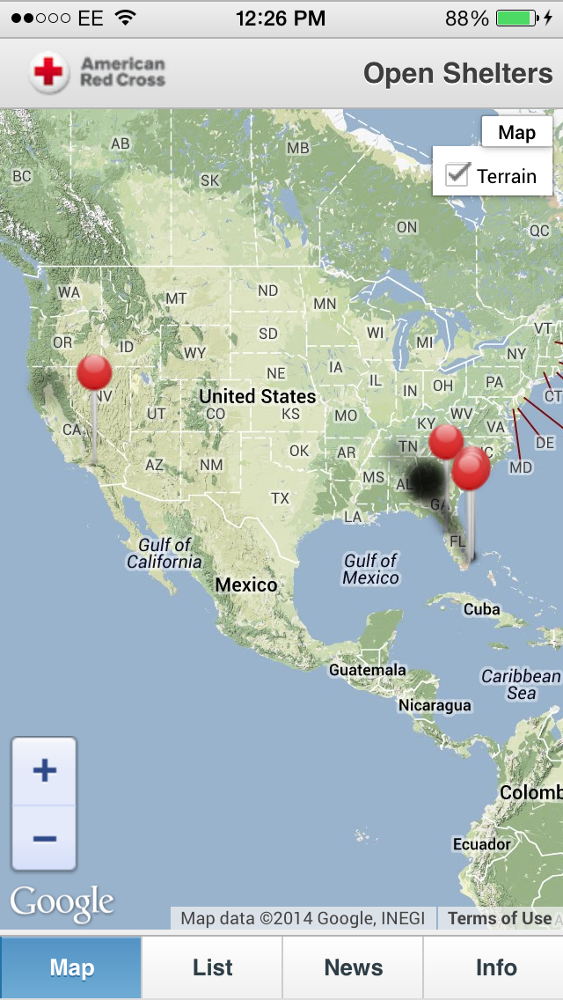 EE 12:26 PM 88%
American
Red Cross
Open Shelters
Map
Terrain
AB
MB
BC
SK
ON
QC
WA
MT
ND
MN
VT
OR
ID
SD
WI
MI
WY
NY
NE
IA
IL
IN
OH
PA
CT
NV
United States
UT
CO
KS
MO
KY
WV
VA
DE
CA
AZ
NM
OK
AR
TN
MD
MS
AL
GA
TX
LA
FL
Gulf of
California
Gulf of
Mexico
Mexico
Cuba
Guatemala
Caribbean
Sea
Nicaragua
+
Colomb
−
Ecuador
Google
Map data ©2014 Google, INEGI
Terms of Use
Map
List
News
Info